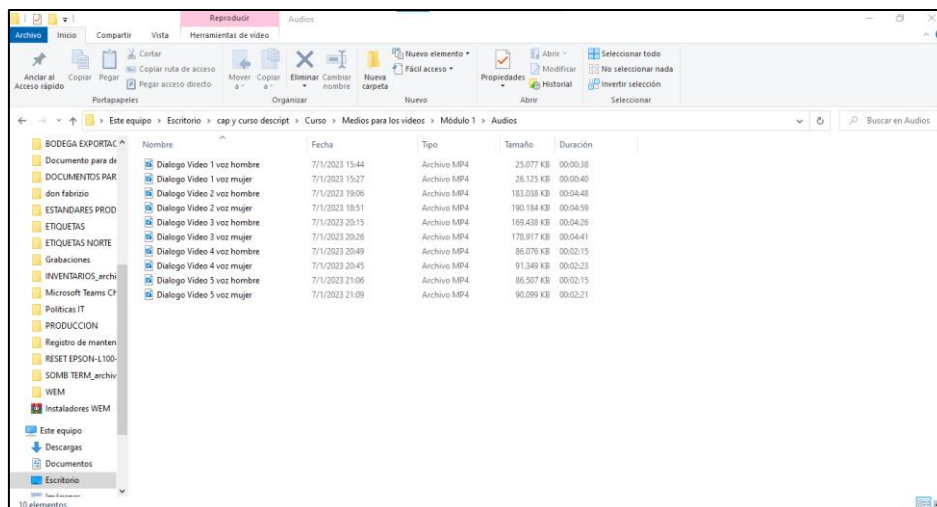 Reproducir Audios
Archivo Inicio Compartir Vista Herramientas de video
Anclar al Acceso rápido
Copiar
Pegar
Cortar
Copiar ruta de acceso
Pegar acceso directo
Portapapeles
Mover a
Copiar a
Eliminar
Cambiar nombre
Organizar
Nueva carpeta
Nuevo elemento
Fácil acceso
Nuevo
Propiedades
Abrir
Modificar
Historial
Abrir
Seleccionar todo
No seleccionar nada
Invertir selección
Seleccionar
> Este equipo > Escritorio > cap y curso descript > Curso > Medios para los videos > Módulo 1 > Audios
Buscar en Audios
BODEGA EXPORTAC
Documento para de
DOCUMENTOS PAR
don fabrizio
ESTANDARES PROD
ETIQUETAS
ETIQUETAS NORTE
Grabaciones
INVENTARIOS_archi
Microsoft Teams Ch
Políticas IT
PRODUCCION
Registro de manten
RESET EPSON-L100-
SOMB TERM_archiv
WEM
Instaladores WEM
Este equipo
Descargas
Documentos
Escritorio
Nombre Fecha Tipo Tamaño Duración
Dialogo Video 1 voz hombre 7/1/2023 15:44 Archivo MP4 25.077 KB 00:00:38
Dialogo Video 1 voz mujer 7/1/2023 15:27 Archivo MP4 26.125 KB 00:00:40
Dialogo Video 2 voz hombre 7/1/2023 19:06 Archivo MP4 183.038 KB 00:04:48
Dialogo Video 2 voz mujer 7/1/2023 18:51 Archivo MP4 190.184 KB 00:04:59
Dialogo Video 3 voz hombre 7/1/2023 20:15 Archivo MP4 169.438 KB 00:04:26
Dialogo Video 3 voz mujer 7/1/2023 20:26 Archivo MP4 178.917 KB 00:04:41
Dialogo Video 4 voz hombre 7/1/2023 20:49 Archivo MP4 86.076 KB 00:02:15
Dialogo Video 4 voz mujer 7/1/2023 20:45 Archivo MP4 91.349 KB 00:02:23
Dialogo Video 5 voz hombre 7/1/2023 21:06 Archivo MP4 86.507 KB 00:02:15
Dialogo Video 5 voz mujer 7/1/2023 21:09 Archivo MP4 90.099 KB 00:02:21
10 elementos